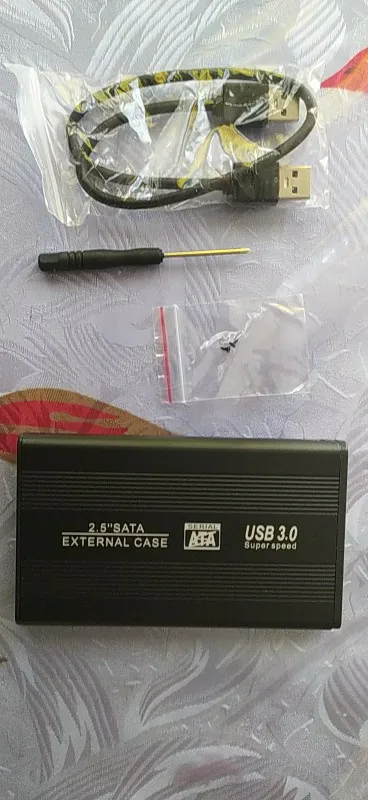 2.5"SATA
EXTERNAL CASE
SERIAL
ATA
USB 3.0
Super speed